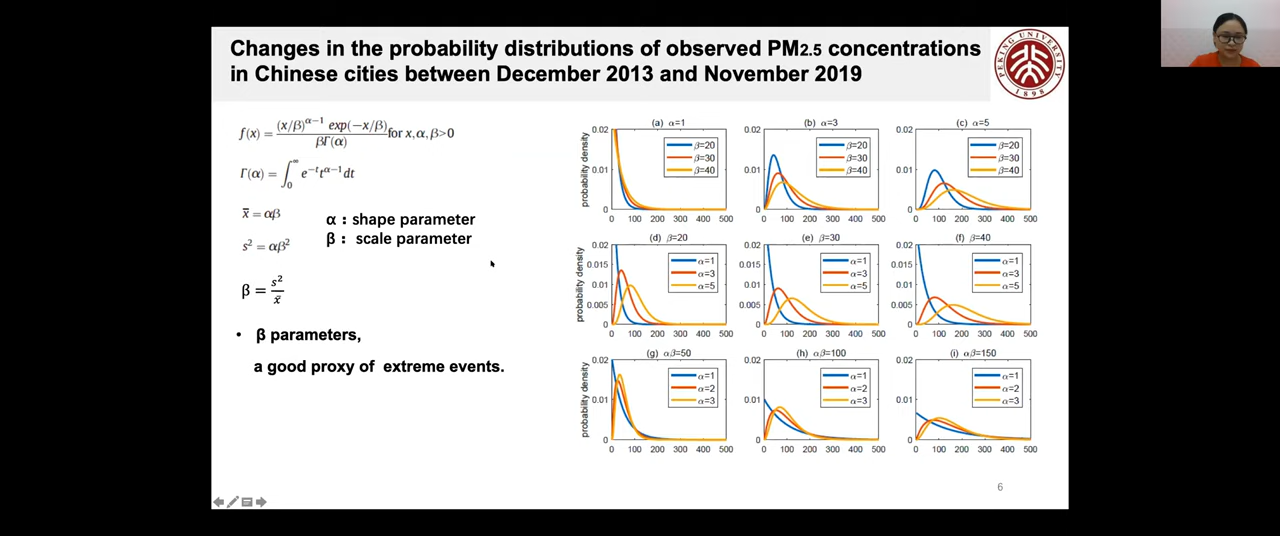 Changes in the probability distributions of observed PM2.5 concentrations
in Chinese cities between December 2013 and November 2019
PEKING UNIVERSITY
1898
f(x) = (x/β)^α−1 exp(−x/β) / βΓ(α) for x, α, β>0
Γ(α) = ∫₀^∞ e^−t t^α−1 dt
x̄ = αβ
s² = αβ²
α : shape parameter
β : scale parameter
β = s² / x̄
• β parameters,
a good proxy of extreme events.
(a) α=1
probability density
0.02
0.01
0
β=20
β=30
β=40
0 100 200 300 400 500
(b) α=3
0.02
0.01
0
β=20
β=30
β=40
0 100 200 300 400 500
(c) α=5
0.02
0.01
0
β=20
β=30
β=40
0 100 200 300 400 500
(d) β=20
probability density
0.02
0.015
0.01
0.005
0
α=1
α=3
α=5
0 100 200 300 400 500
(e) β=30
0.02
0.015
0.01
0.005
0
α=1
α=3
α=5
0 100 200 300 400 500
(f) β=40
0.02
0.015
0.01
0.005
0
α=1
α=3
α=5
0 100 200 300 400 500
(g) αβ=50
probability density
0.02
0.01
0
α=1
α=2
α=3
0 100 200 300 400 500
(h) αβ=100
0.02
0.01
0
α=1
α=2
α=3
0 100 200 300 400 500
(i) αβ=150
0.02
0.01
0
α=1
α=2
α=3
0 100 200 300 400 500
6